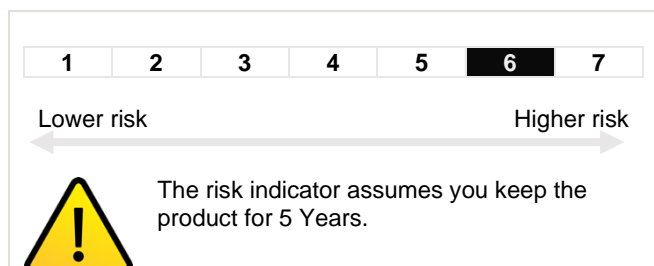 1 2 3 4 5 6 7
Lower risk Higher risk
The risk indicator assumes you keep the
product for 5 Years.